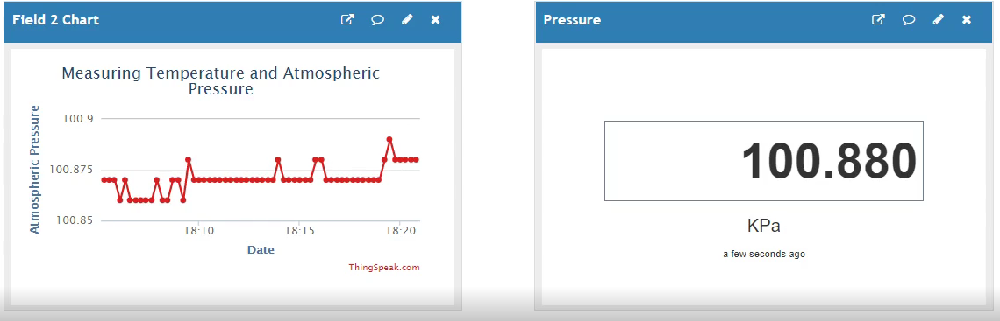 Field 2 Chart
Measuring Temperature and Atmospheric
Pressure
Atmospheric Pressure
100.9
100.875
100.85
18:10 18:15 18:20
Date
ThingSpeak.com
Pressure
100.880
KPa
a few seconds ago